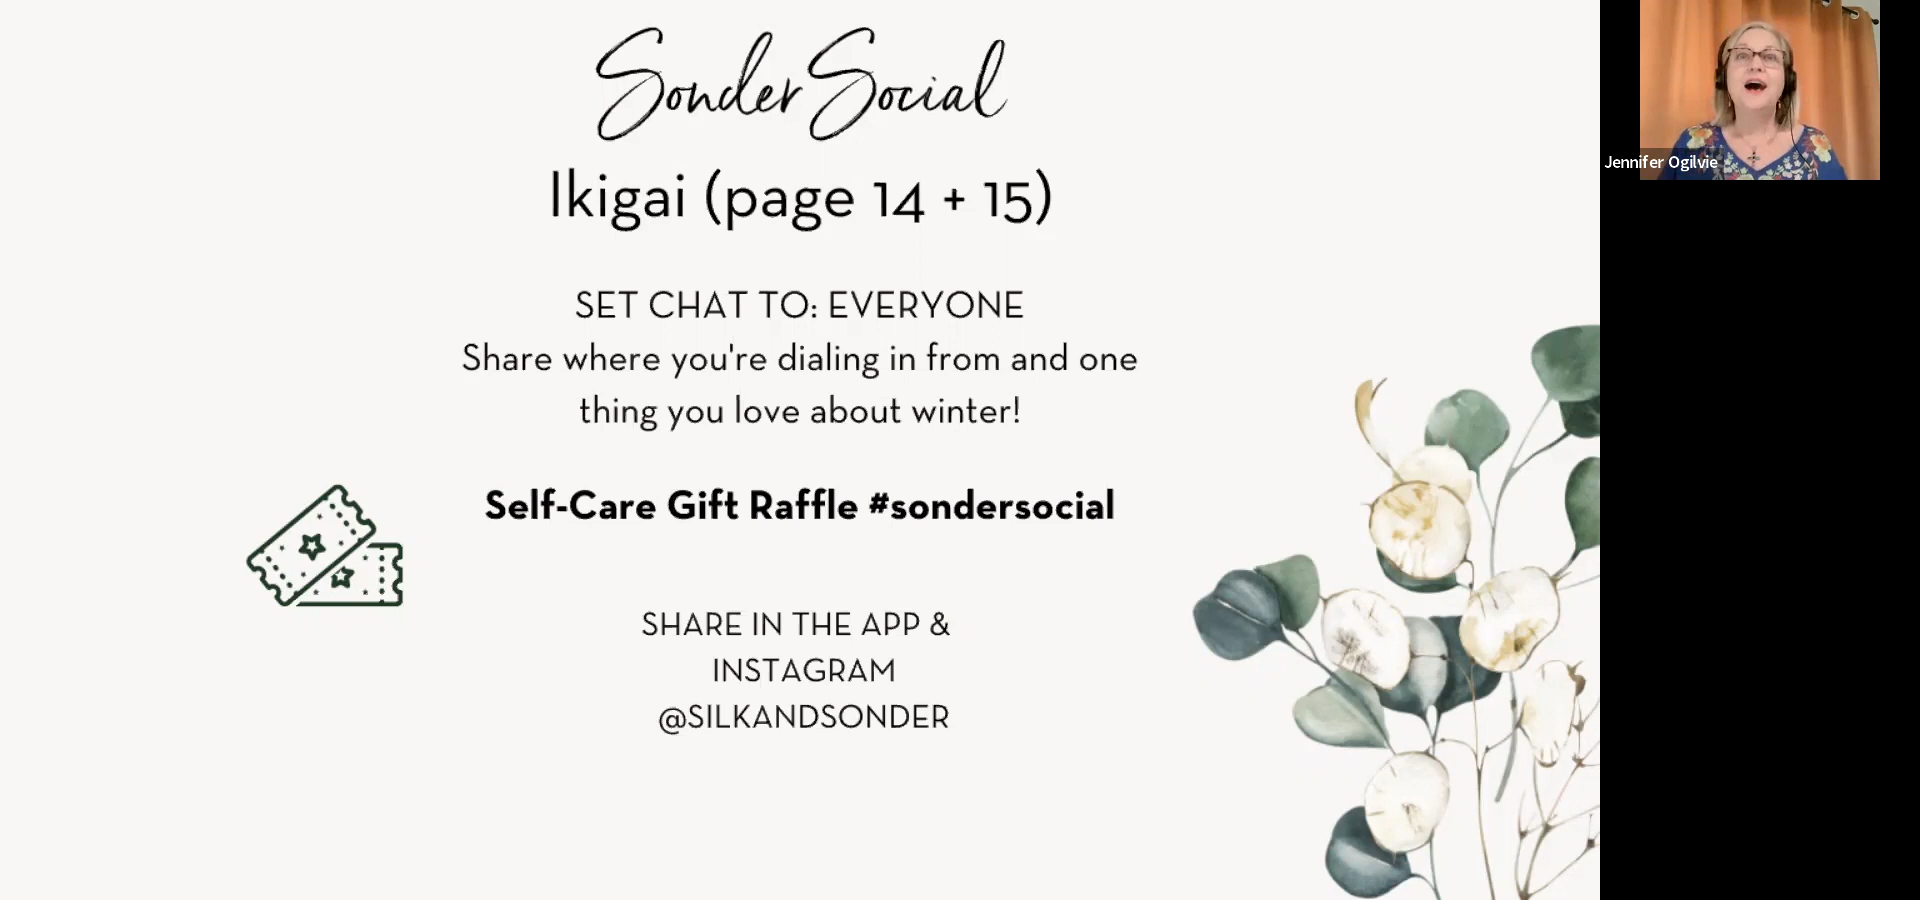 Sonder Social
Ikigai (page 14 + 15)
SET CHAT TO: EVERYONE
Share where you're dialing in from and one
thing you love about winter!
Self-Care Gift Raffle #sondersocial
SHARE IN THE APP &
INSTAGRAM
@SILKANDSONDER
Jennifer Ogilvie